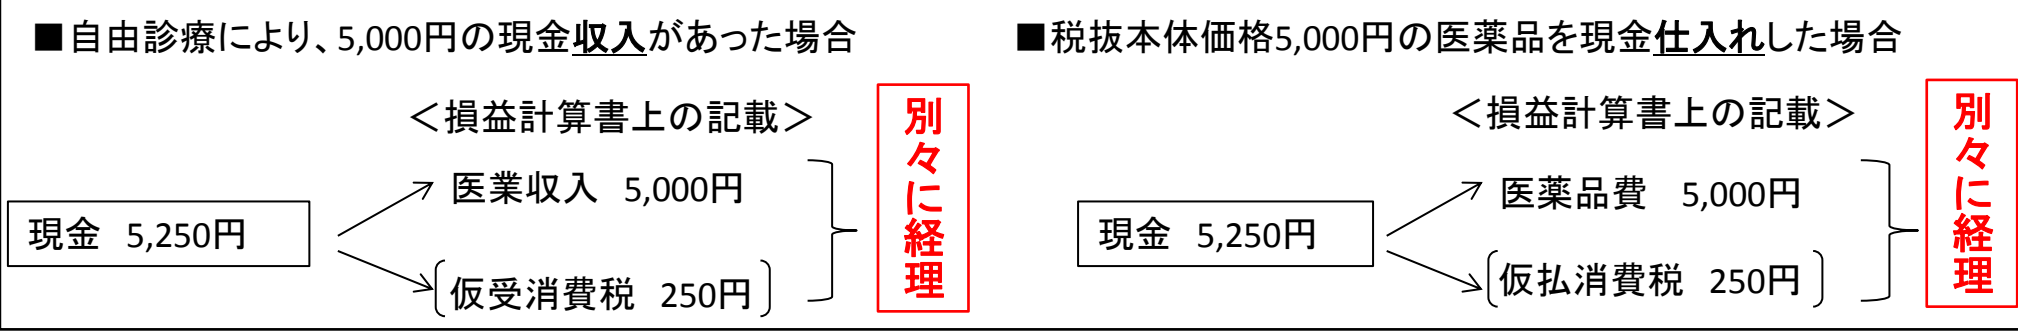 ■自由診療により、5,000円の現金収入があった場合
＜損益計算書上の記載＞
現金 5,250円
医業収入 5,000円
仮受消費税 250円
別々に経理
■税抜本体価格5,000円の医薬品を現金仕入れした場合
＜損益計算書上の記載＞
現金 5,250円
医薬品費 5,000円
仮払消費税 250円
別々に経理